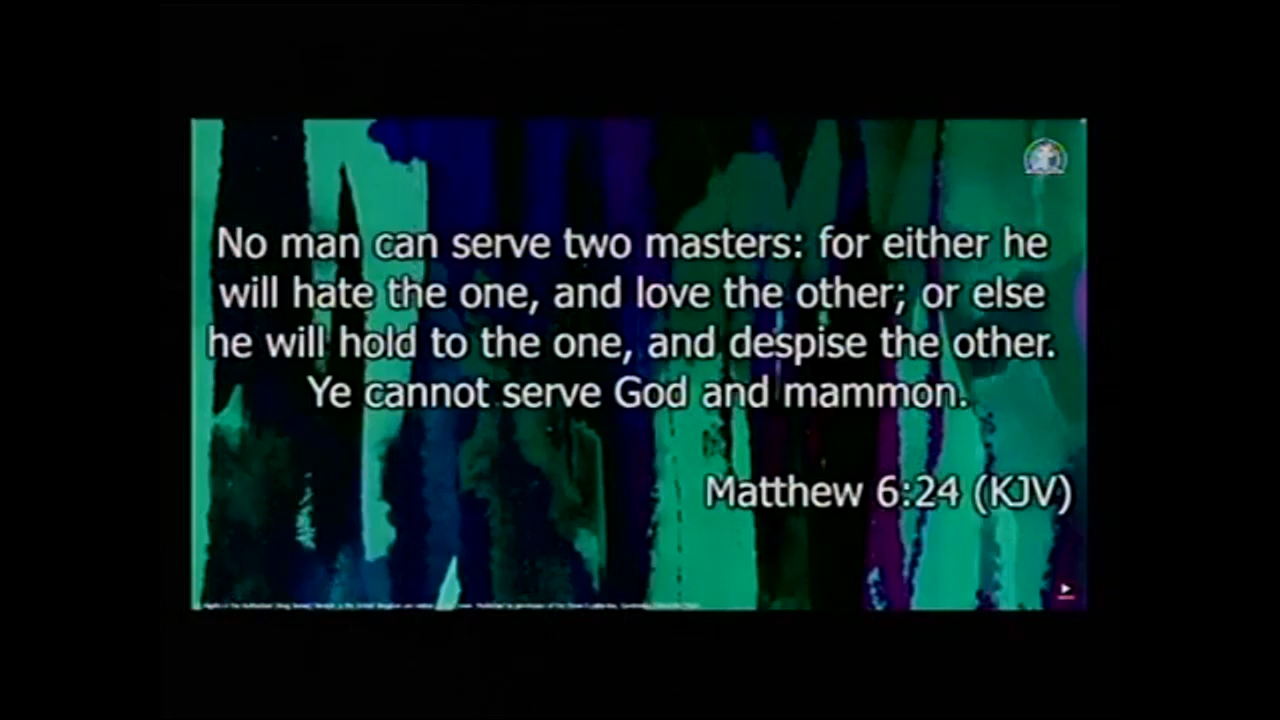 No man can serve two masters: for either he
will hate the one, and love the other; or else
he will hold to the one, and despise the other.
Ye cannot serve God and mammon.
Matthew 6:24 (KJV)